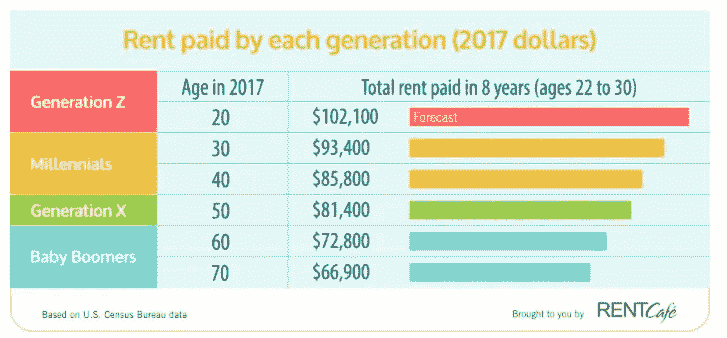 Rent paid by each generation (2017 dollars)
Age in 2017 Total rent paid in 8 years (ages 22 to 30)
Generation Z 20 $102,100 Forecast
Millennials
30 $93,400
40 $85,800
Generation X 50 $81,400
Baby Boomers
60 $72,800
70 $66,900
Based on U.S. Census Bureau data Brought to you by RENTCafé